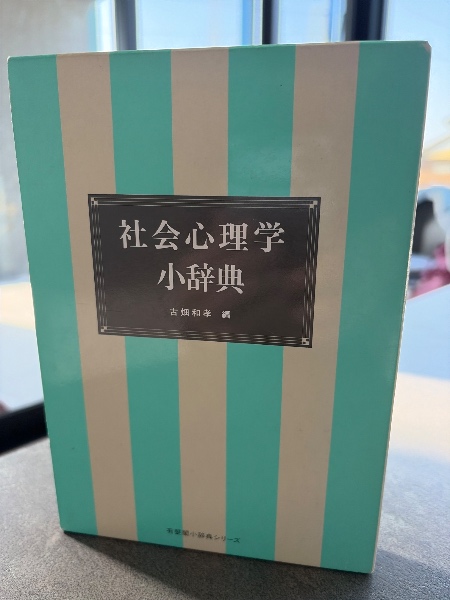 社会心理学
小辞典
古畑和孝 編
有斐閣小辞典シリーズ